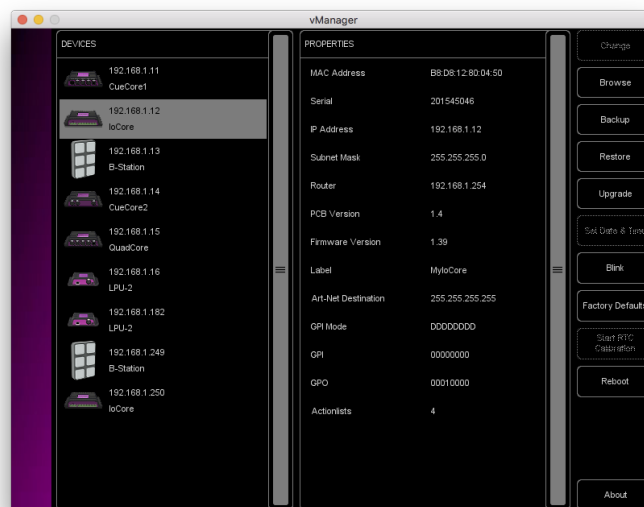 vManager
DEVICES
192.168.1.11
CueCore1
192.168.1.12
IoCore
192.168.1.13
B-Station
192.168.1.14
CueCore2
192.168.1.15
QuadCore
192.168.1.16
LPU-2
192.168.1.182
LPU-2
192.168.1.249
B-Station
192.168.1.250
IoCore
PROPERTIES
MAC Address B8:D8:12:80:04:50
Serial 201545046
IP Address 192.168.1.12
Subnet Mask 255.255.255.0
Router 192.168.1.254
PCB Version 1.4
Firmware Version 1.39
Label MyIoCore
Art-Net Destination 255.255.255.255
GPI Mode DDDDDDDD
GPI 00000000
GPO 00010000
Actionlists 4
Change
Browse
Backup
Restore
Upgrade
Set Date & Time
Blink
Factory Defaults
Start RTC
Calibration
Reboot
About